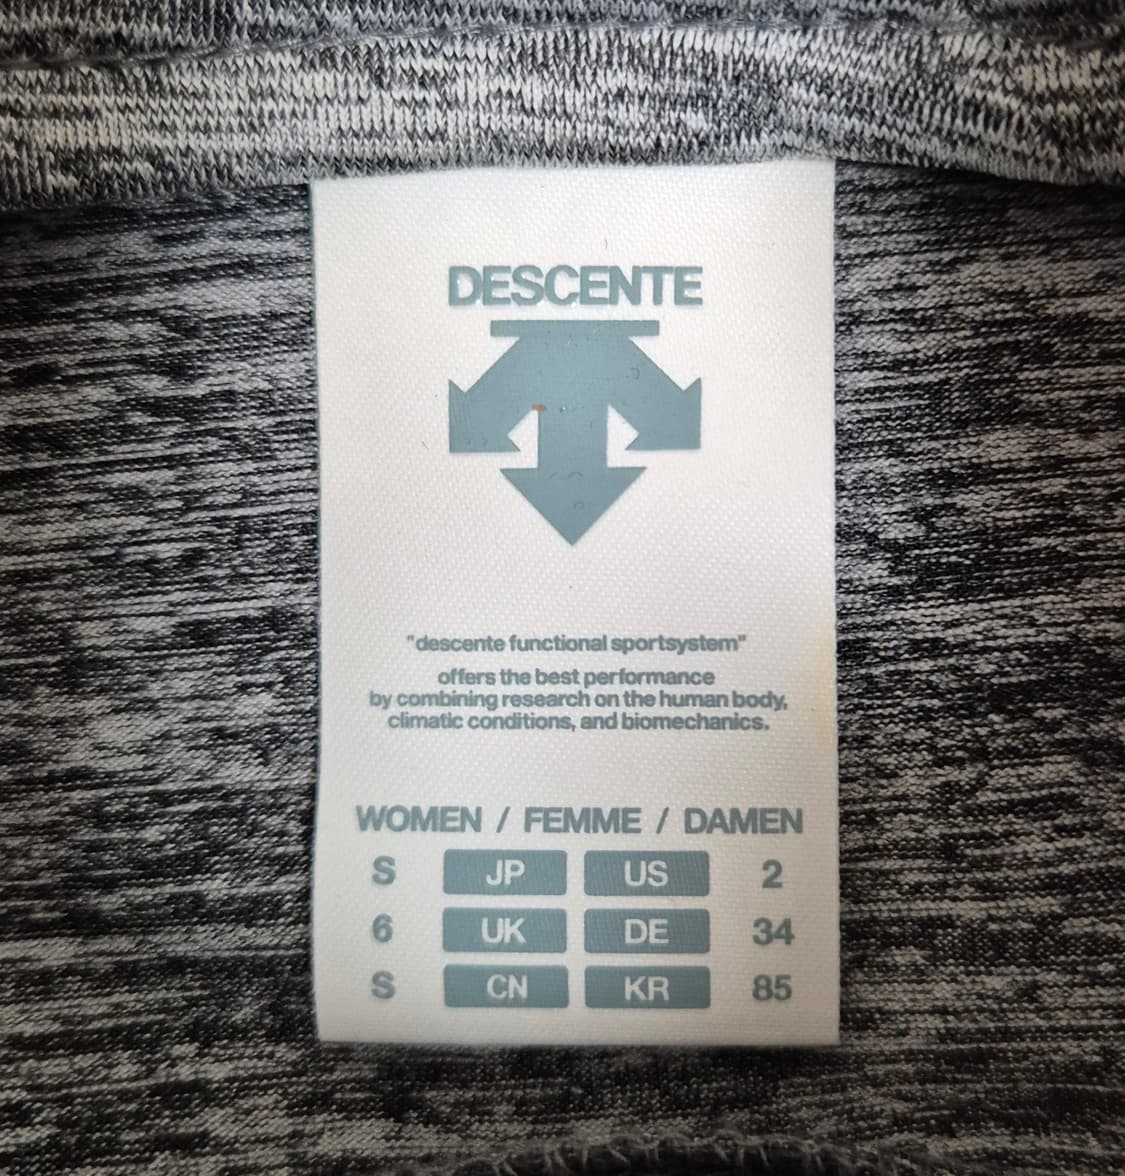 DESCENTE
"descente functional sportsystem"
offers the best performance
by combining research on the human body,
climatic conditions, and biomechanics.
WOMEN / FEMME / DAMEN
S JP US 2
6 UK DE 34
S CN KR 85